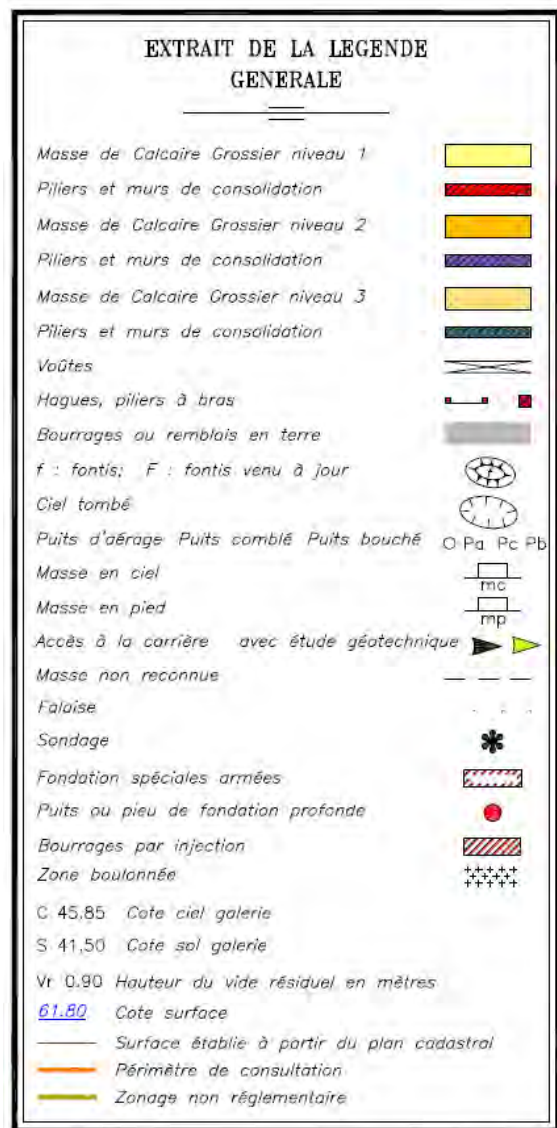 EXTRAIT DE LA LEGENDE
GENERALE
Masse de Calcaire Grossier niveau 1
Piliers et murs de consolidation
Masse de Calcaire Grossier niveau 2
Piliers et murs de consolidation
Masse de Calcaire Grossier niveau 3
Piliers et murs de consolidation
Voûtes
Hagues, piliers à bras
Bourrages ou remblais en terre
f : fontis; F : fontis venu à jour
Ciel tombé
Puits d'aérage Puits comblé Puits bouché O Pa Pc Pb
Masse en ciel mc
Masse en pied mp
Accès à la carrière avec étude géotechnique
Masse non reconnue
Falaise
Sondage
Fondation spéciales armées
Puits ou pieu de fondation profonde
Bourrages par injection
Zone boulonnée
C 45,85 Cote ciel galerie
S 41,50 Cote sol galerie
Vr 0.90 Hauteur du vide résiduel en mètres
61.80 Cote surface
Surface établie à partir du plan cadastral
Périmètre de consultation
Zonage non réglementaire